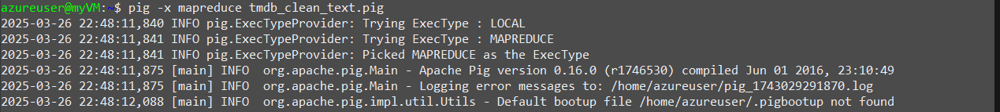 azureuser@myVM:~$ pig -x mapreduce tmdb_clean_text.pig
2025-03-26 22:48:11,840 INFO pig.ExecTypeProvider: Trying ExecType : LOCAL
2025-03-26 22:48:11,841 INFO pig.ExecTypeProvider: Trying ExecType : MAPREDUCE
2025-03-26 22:48:11,841 INFO pig.ExecTypeProvider: Picked MAPREDUCE as the ExecType
2025-03-26 22:48:11,875 [main] INFO  org.apache.pig.Main - Apache Pig version 0.16.0 (r1746530) compiled Jun 01 2016, 23:10:49
2025-03-26 22:48:11,875 [main] INFO  org.apache.pig.Main - Logging error messages to: /home/azureuser/pig_1743029291870.log
2025-03-26 22:48:12,088 [main] INFO  org.apache.pig.impl.util.Utils - Default bootup file /home/azureuser/.pigbootup not found